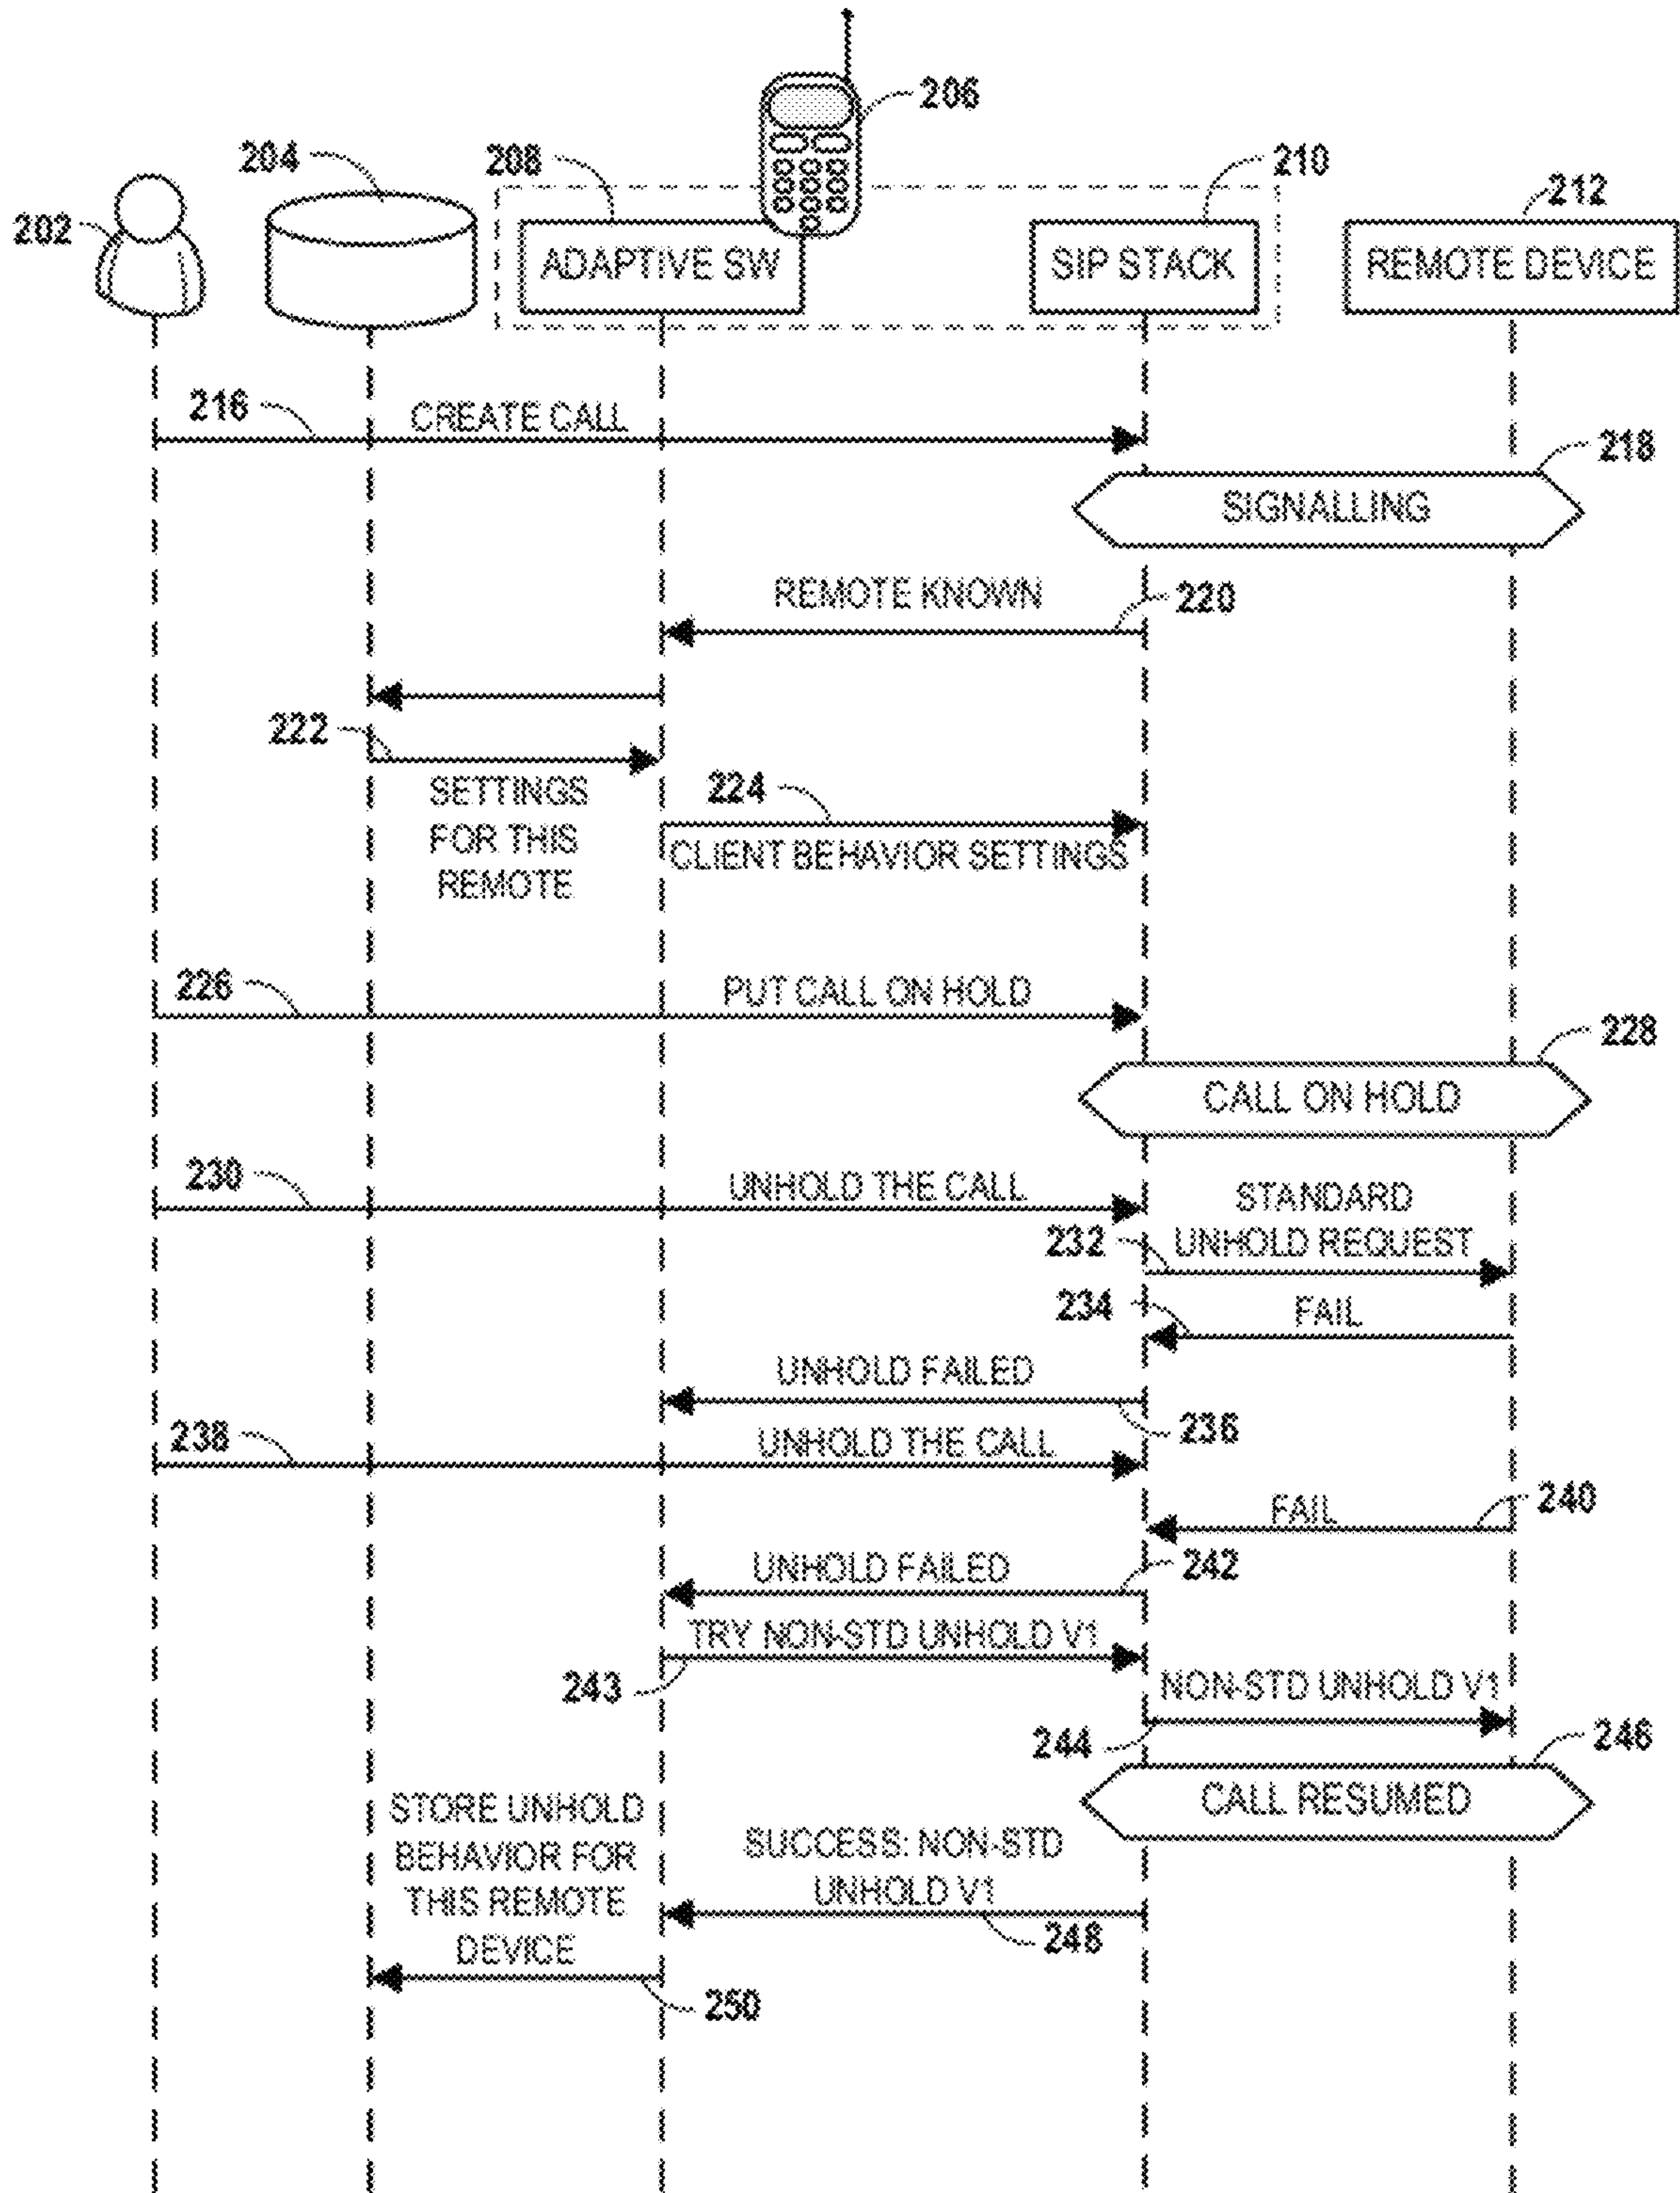 206
204
208
210
212
202
ADAPTIVE SW
SIP STACK
REMOTE DEVICE
216
CREATE CALL
218
SIGNALLING
REMOTE KNOWN
220
222
SETTINGS
FOR THIS
REMOTE
224
CLIENT BEHAVIOR SETTINGS
226
PUT CALL ON HOLD
228
CALL ON HOLD
230
UNHOLD THE CALL
STANDARD
UNHOLD REQUEST
232
234
FAIL
UNHOLD FAILED
236
238
UNHOLD THE CALL
FAIL
240
UNHOLD FAILED
242
TRY NON-STD UNHOLD V1
243
NON-STD UNHOLD V1
244
246
CALL RESUMED
STORE UNHOLD
BEHAVIOR FOR
THIS REMOTE
DEVICE
SUCCESS: NON-STD
UNHOLD V1
248
250